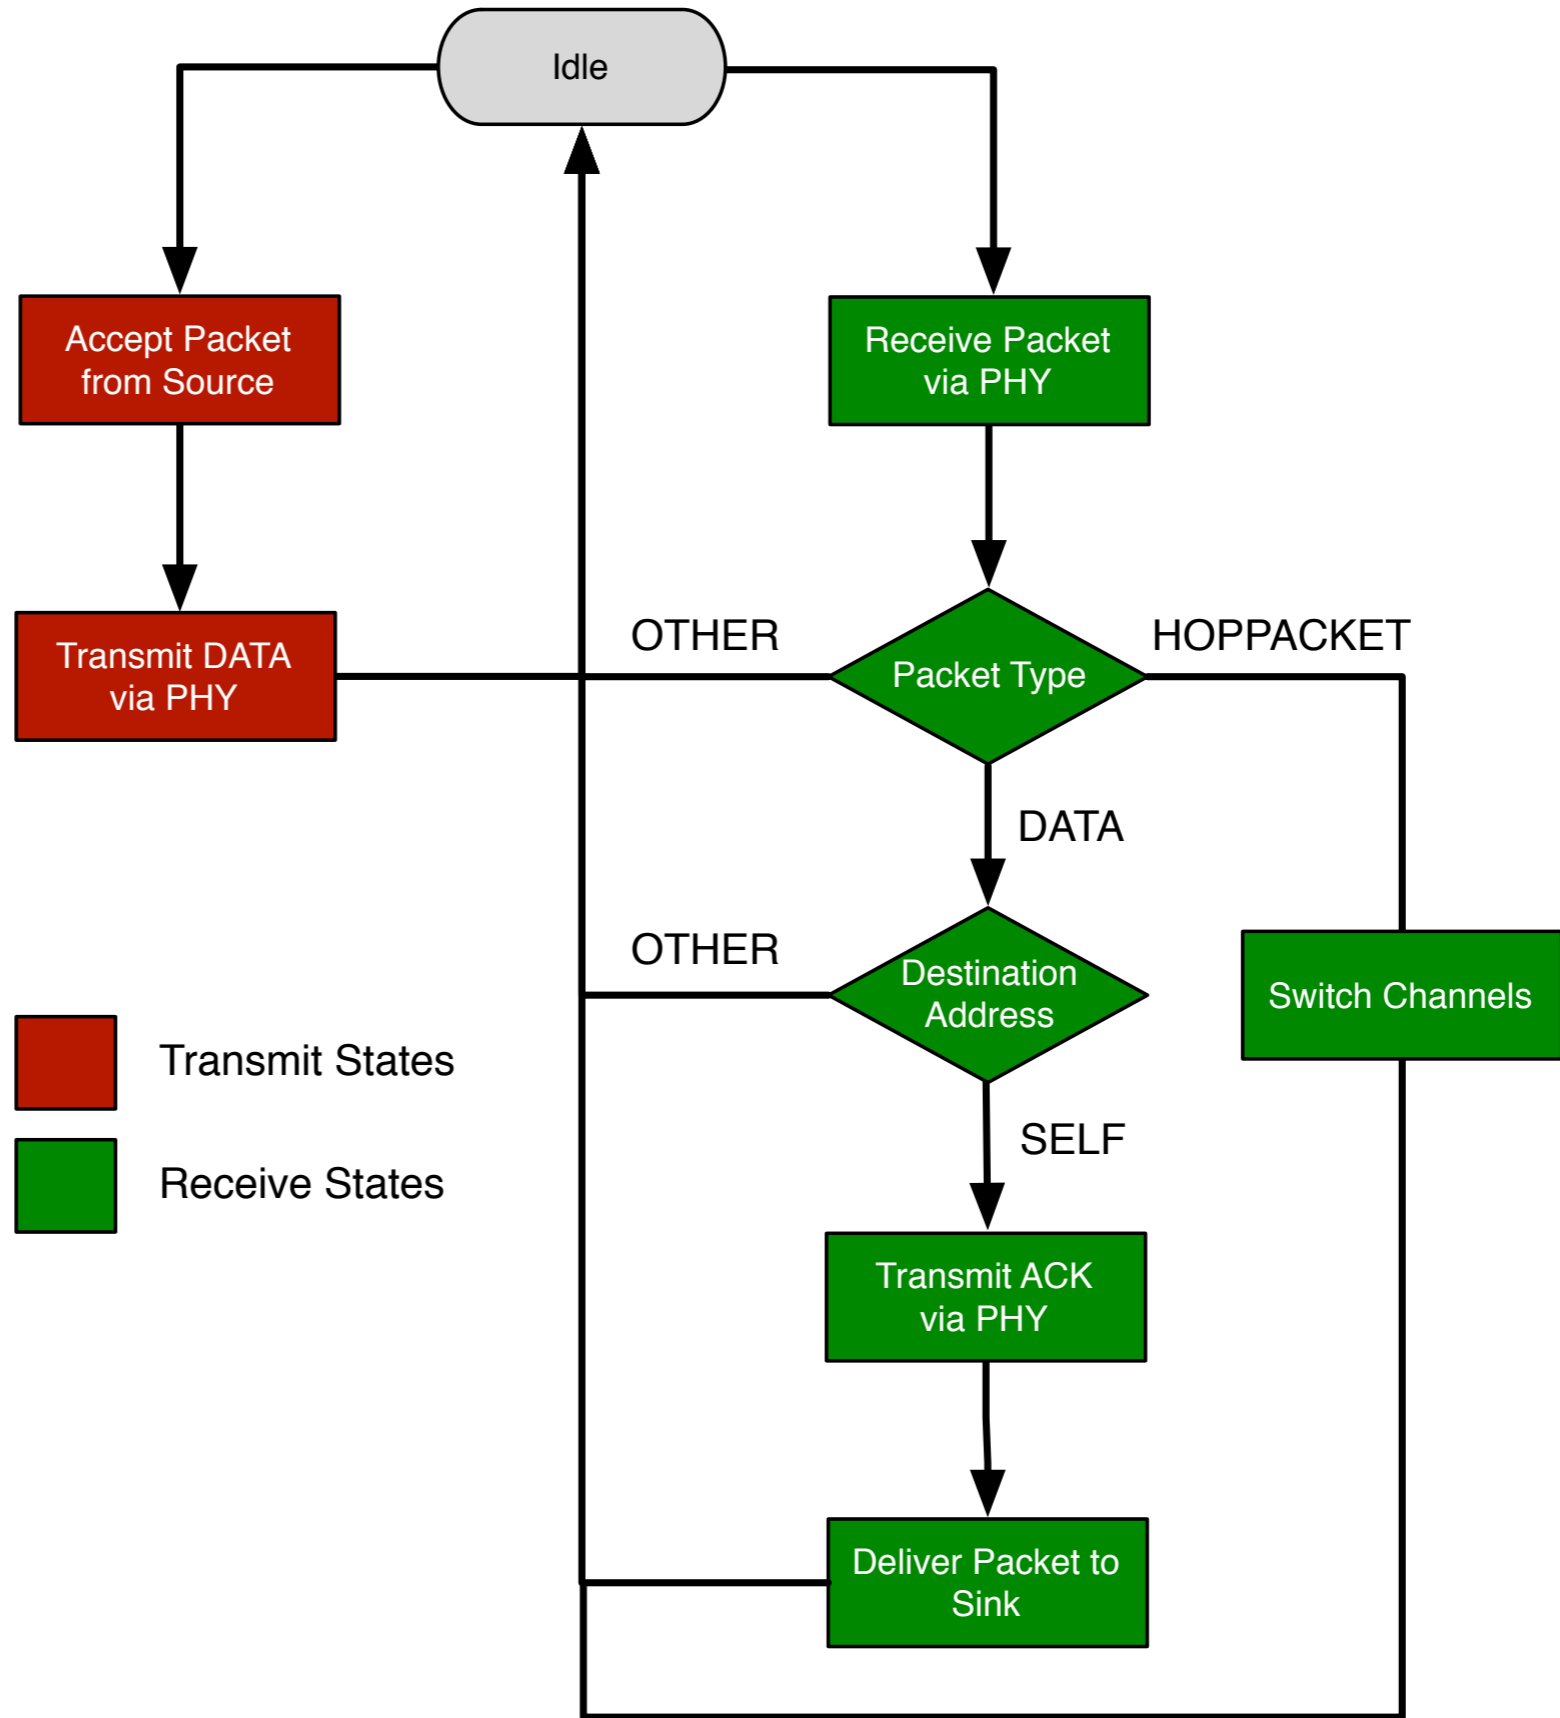 Idle
Accept Packet
from Source
Receive Packet
via PHY
Transmit DATA
via PHY
OTHER
Packet Type
HOPPACKET
DATA
OTHER
Destination
Address
Switch Channels
Transmit States
SELF
Receive States
Transmit ACK
via PHY
Deliver Packet to
Sink